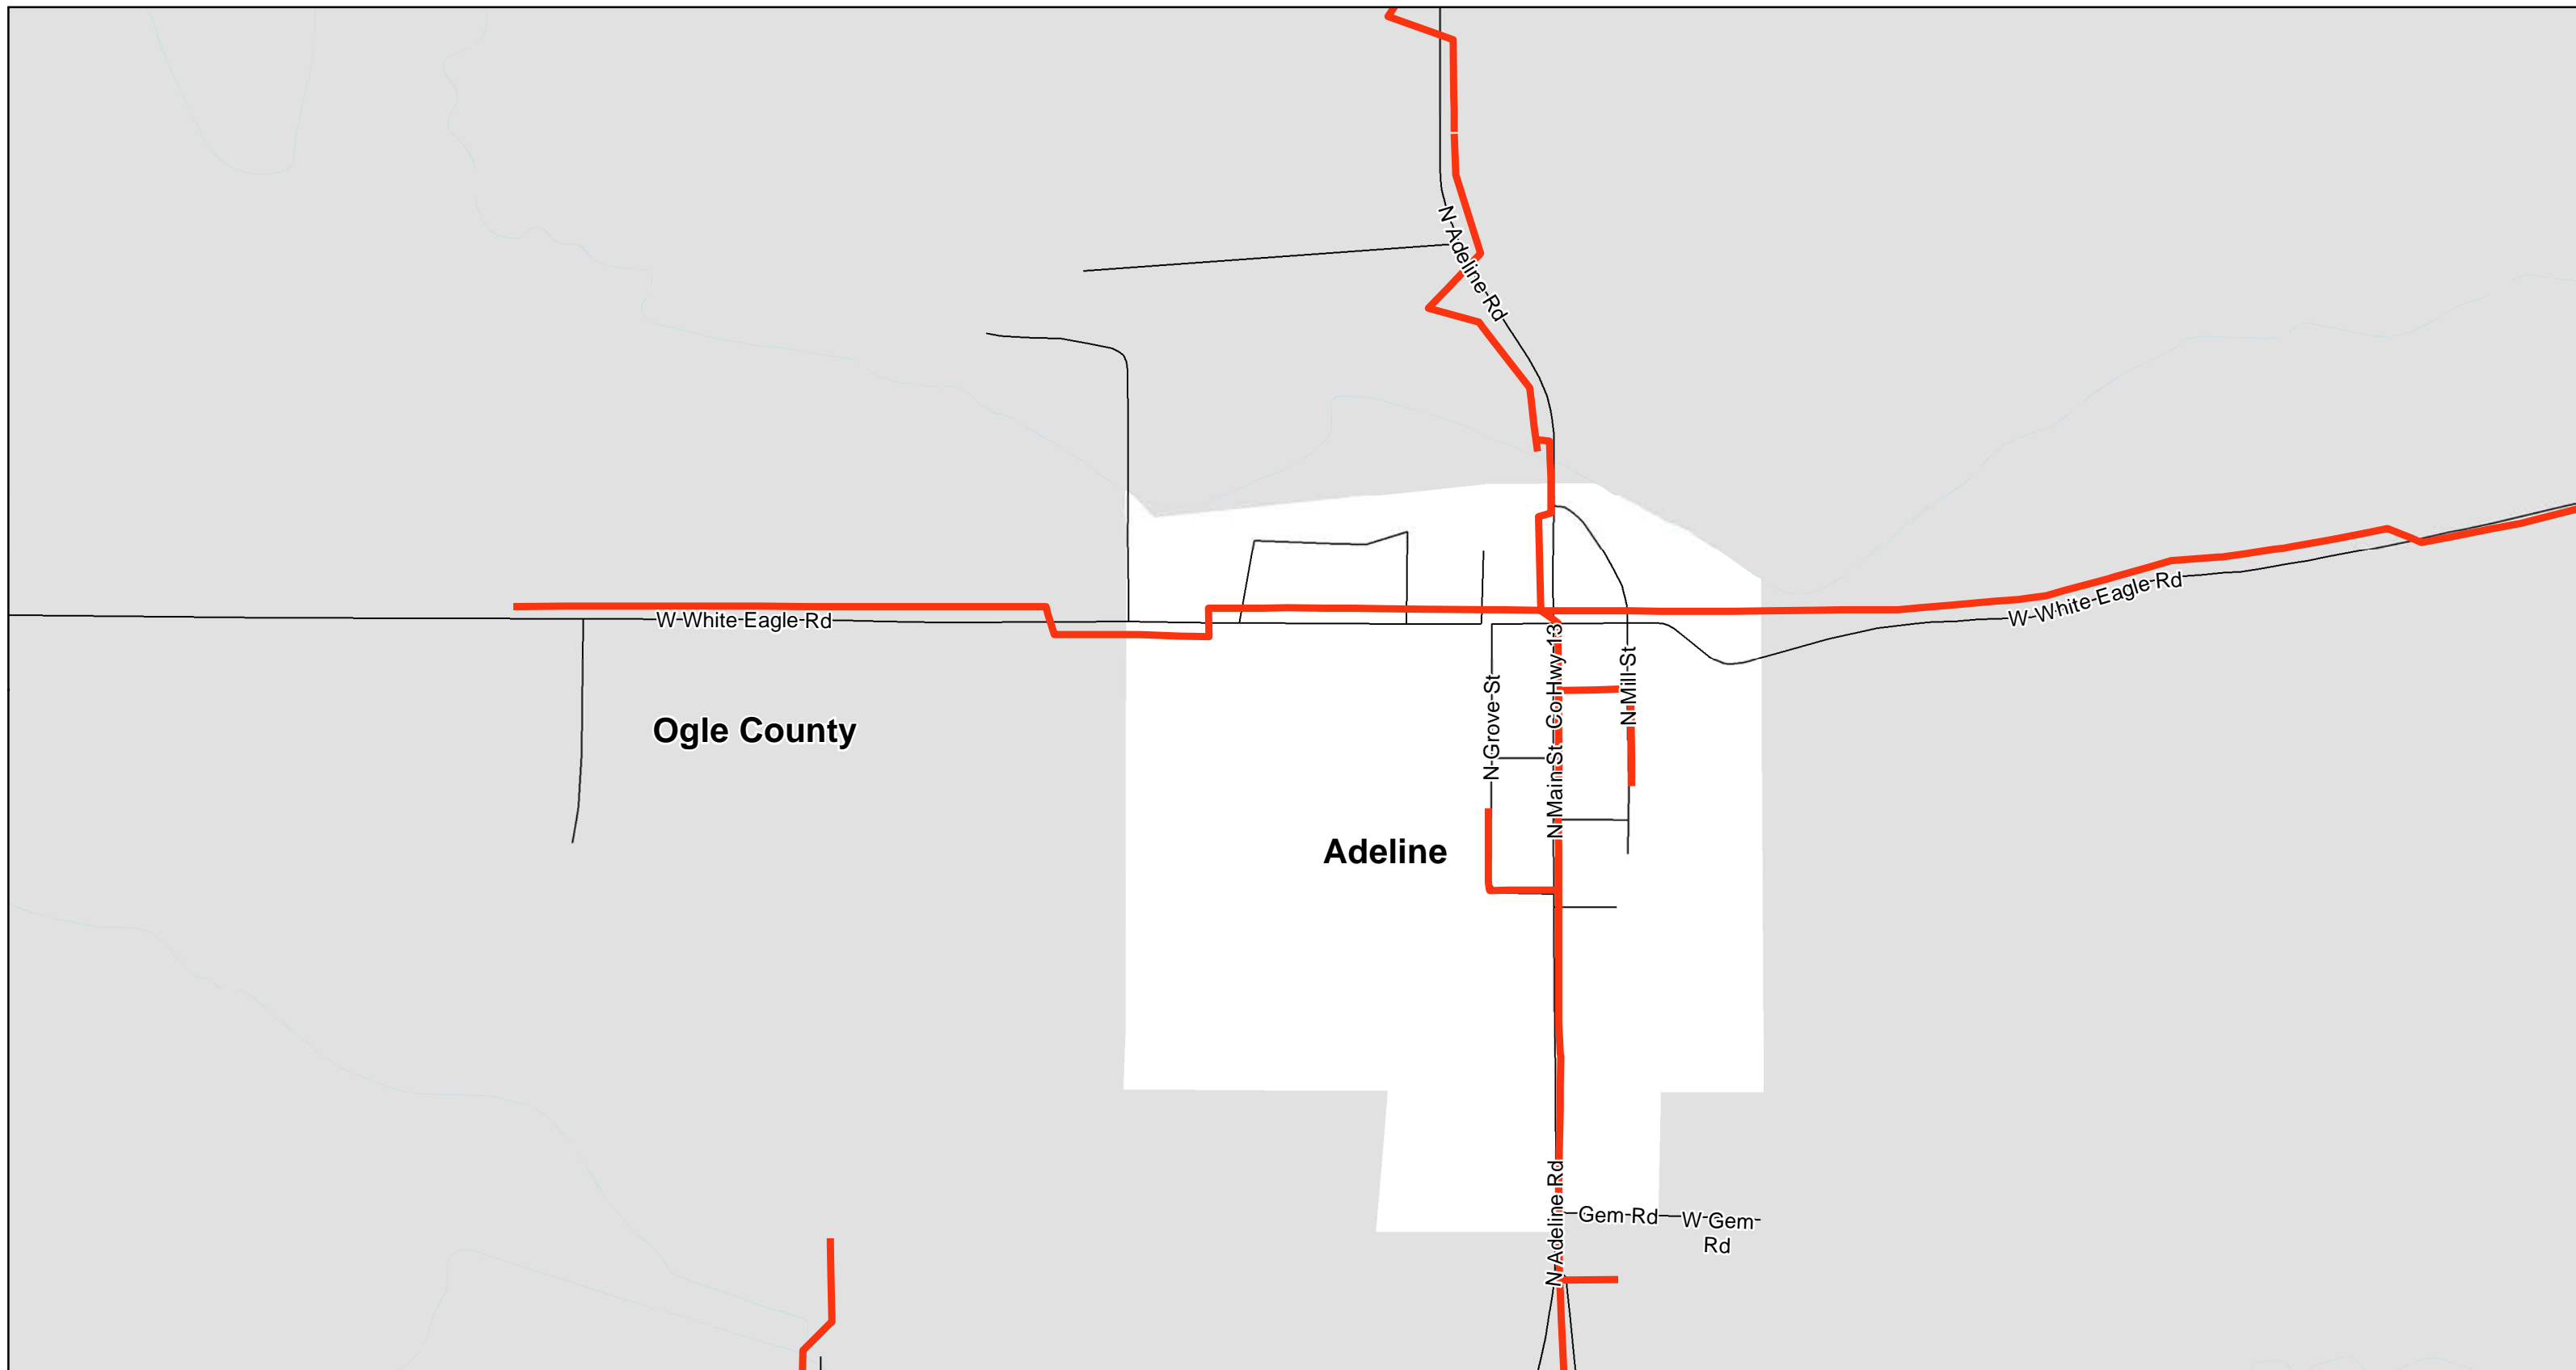 N Adeline Rd
W White Eagle Rd
W White Eagle Rd
N Mill St
N Grove St
N Main St Co Hwy 13
Ogle County
Adeline
N Adeline Rd
Gem Rd
W Gem
Rd